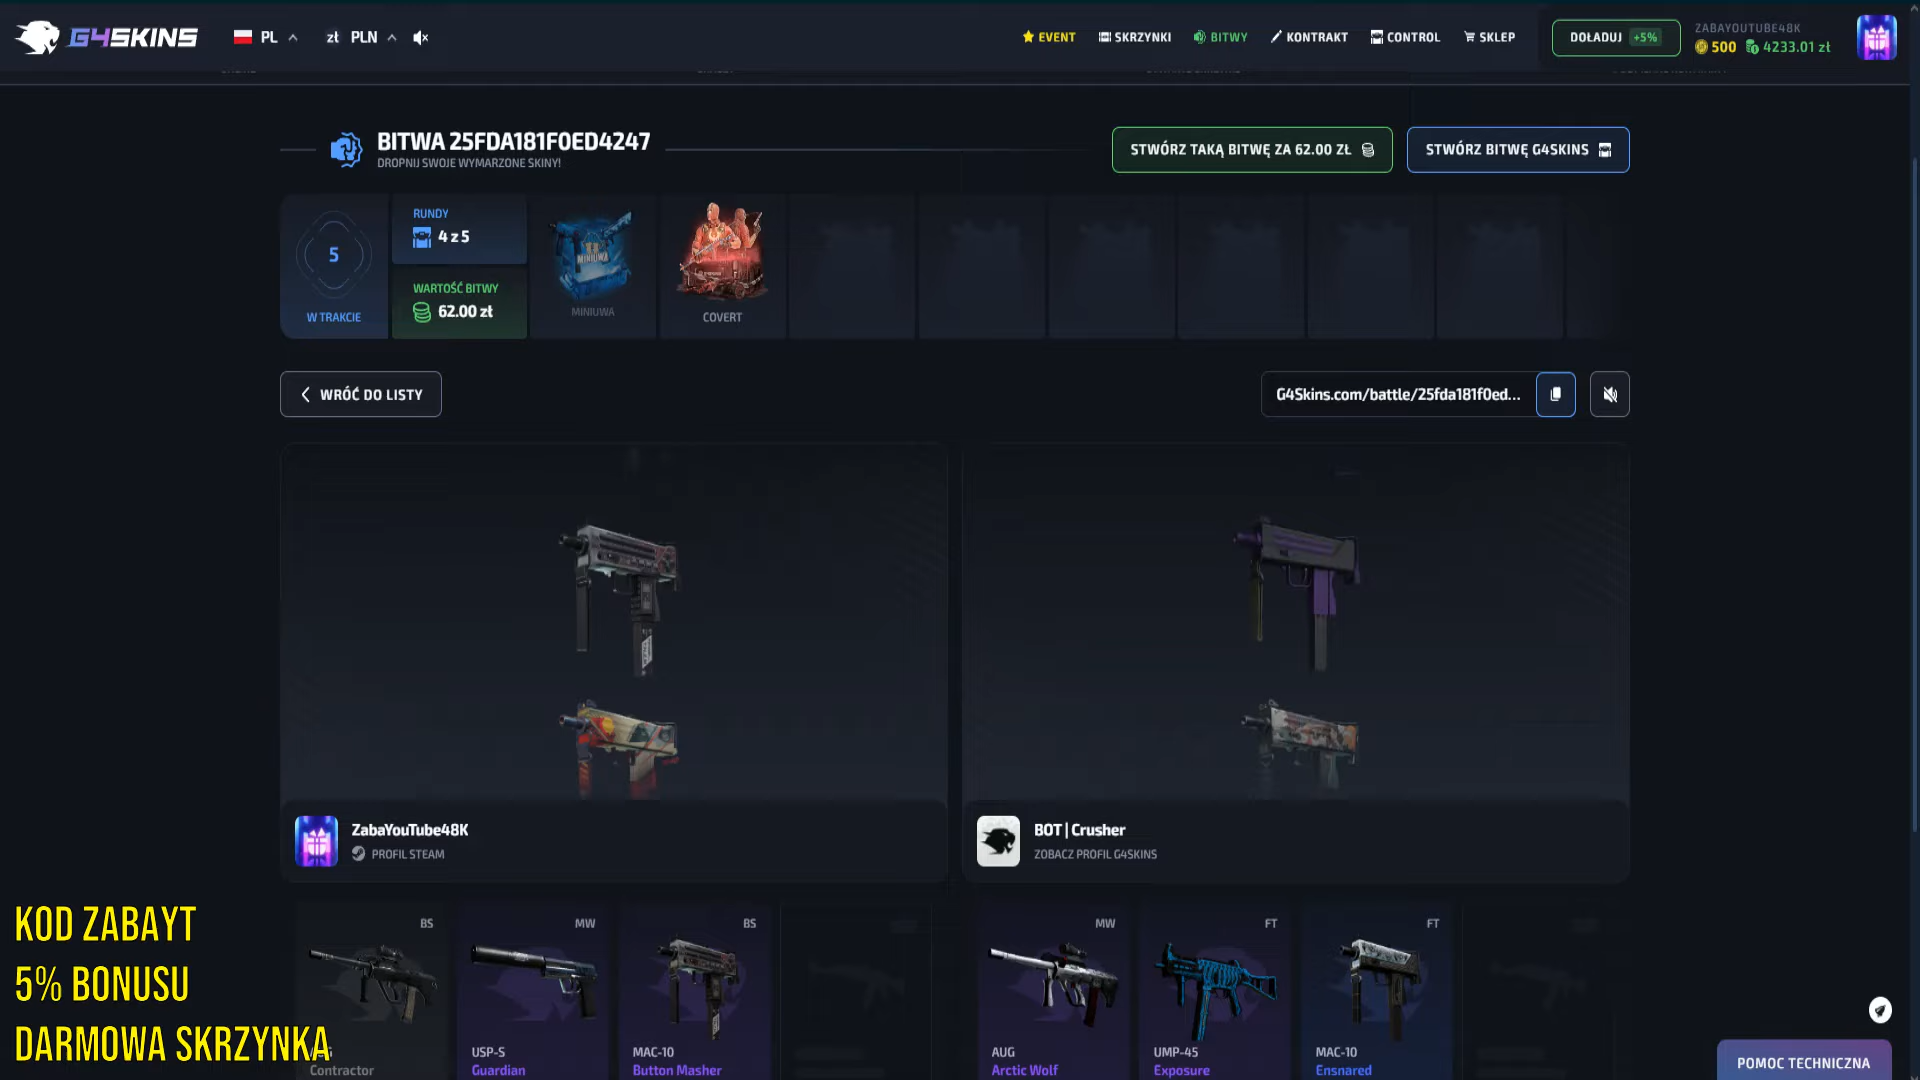 G4SKINS
PL
zł PLN
EVENT
SKRZYNKI
BITWY
KONTRAKT
CONTROL
SKLEP
DOŁADUJ +5%
ZABAYOUTUBE48K
500 4233.01 zł
BITWA 25FDA181F0ED4247
DROPNIJ SWOJE WYMARZONE SKINY!
STWÓRZ TAKĄ BITWĘ ZA 62.00 ZŁ
STWÓRZ BITWĘ G4SKINS
5
W TRAKCIE
RUNDY
4 z 5
WARTOŚĆ BITWY
62.00 zł
MINIUWA
MINIUWA
COVERT
WRÓĆ DO LISTY
G4Skins.com/battle/25fda181f0ed...
ZabaYouTube48K
PROFIL STEAM
BOT | Crusher
ZOBACZ PROFIL G4SKINS
KOD ZABAYT
5% BONUSU
DARMOWA SKRZYNKA
BS
Contractor
MW
USP-S
Guardian
BS
MAC-10
Button Masher
MW
AUG
Arctic Wolf
FT
UMP-45
Exposure
FT
MAC-10
Ensnared
POMOC TECHNICZNA